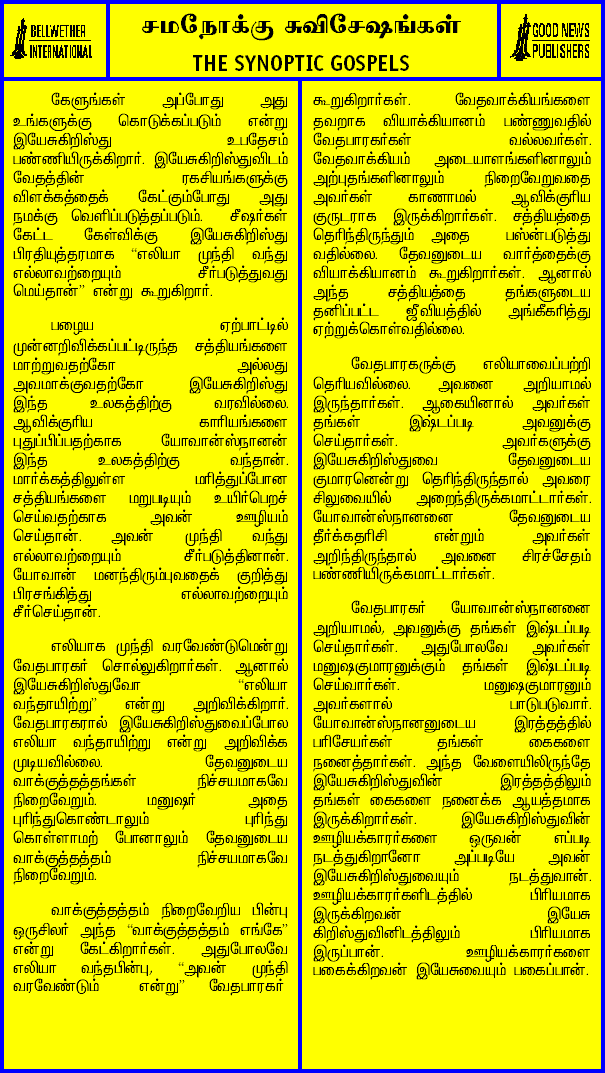 BELLWETHER
INTERNATIONAL
சமநோக்கு சுவிசேஷங்கள்
THE SYNOPTIC GOSPELS
GOOD NEWS
PUBLISHERS
கேளுங்கள் அப்போது அது
உங்களுக்கு கொடுக்கப்படும் என்று
இயேசுகிறிஸ்து உபதேசம்
பண்ணியிருக்கிறார். இயேசுகிறிஸ்துவிடம்
வேதத்தின் ரகசியங்களுக்கு
விளக்கத்தைக் கேட்கும்போது அது
நமக்கு வெளிப்படுத்தப்படும். சீஷர்கள்
கேட்ட கேள்விக்கு இயேசுகிறிஸ்து
பிரதியுத்தரமாக “எலியா முந்தி வந்து
எல்லாவற்றையும் சீர்படுத்துவது
மெய்தான்” என்று கூறுகிறார்.
பழைய ஏற்பாட்டில்
முன்னறிவிக்கப்பட்டிருந்த சத்தியங்களை
மாற்றுவதற்கோ அல்லது
அவமாக்குவதற்கோ இயேசுகிறிஸ்து
இந்த உலகத்திற்கு வரவில்லை.
ஆவிக்குரிய காரியங்களை
புதுப்பிப்பதற்காக யோவான்ஸ்நானன்
இந்த உலகத்திற்கு வந்தான்.
மார்க்கத்திலுள்ள மரித்துப்போன
சத்தியங்களை மறுபடியும் உயிர்பெறச்
செய்வதற்காக அவன் ஊழியம்
செய்தான். அவன் முந்தி வந்து
எல்லாவற்றையும் சீர்படுத்தினான்.
யோவான் மனந்திரும்புவதைக் குறித்து
பிரசங்கித்து எல்லாவற்றையும்
சீர்செய்தான்.
எலியாக முந்தி வரவேண்டுமென்று
வேதபாரகர் சொல்லுகிறார்கள். ஆனால்
இயேசுகிறிஸ்துவோ “எலியா
வந்தாயிற்று” என்று அறிவிக்கிறார்.
வேதபாரகரால் இயேசுகிறிஸ்துவைப்போல
எலியா வந்தாயிற்று என்று அறிவிக்க
முடியவில்லை. தேவனுடைய
வாக்குத்தத்தங்கள் நிச்சயமாகவே
நிறைவேறும். மனுஷர் அதை
புரிந்துகொண்டாலும் புரிந்து
கொள்ளாமற் போனாலும் தேவனுடைய
வாக்குத்தத்தம் நிச்சயமாகவே
நிறைவேறும்.
வாக்குத்தத்தம் நிறைவேறிய பின்பு
ஒருசிலர் அந்த “வாக்குத்தத்தம் எங்கே”
என்று கேட்கிறார்கள். அதுபோலவே
எலியா வந்தபின்பு, “அவன் முந்தி
வரவேண்டும் என்று” வேதபாரகர்
கூறுகிறார்கள். வேதவாக்கியங்களை
தவறாக வியாக்கியானம் பண்ணுவதில்
வேதபாரகர்கள் வல்லவர்கள்.
வேதவாக்கியம் அடையாளங்களினாலும்
அற்புதங்களினாலும் நிறைவேறுவதை
அவர்கள் காணாமல் ஆவிக்குரிய
குருடராக இருக்கிறார்கள். சத்தியத்தை
தெரிந்திருந்தும் அதை பஸ்ன்படுத்து
வதில்லை. தேவனுடைய வார்த்தைக்கு
வியாக்கியானம் கூறுகிறார்கள். ஆனால்
அந்த சத்தியத்தை தங்களுடைய
தனிப்பட்ட ஜீவியத்தில் அங்கீகரித்து
ஏற்றுக்கொள்வதில்லை.
வேதபாரகருக்கு எலியாவைப்பற்றி
தெரியவில்லை. அவனை அறியாமல்
இருந்தார்கள். ஆகையினால் அவர்கள்
தங்கள் இஷ்டப்படி அவனுக்கு
செய்தார்கள். அவர்களுக்கு
இயேசுகிறிஸ்துவை தேவனுடைய
குமாரனென்று தெரிந்திருந்தால் அவரை
சிலுவையில் அறைந்திருக்கமாட்டார்கள்.
யோவான்ஸ்நானனை தேவனுடைய
தீர்க்கதரிசி என்றும் அவர்கள்
அறிந்திருந்தால் அவனை சிரச்சேதம்
பண்ணியிருக்கமாட்டார்கள்.
வேதபாரகர் யோவான்ஸ்நானனை
அறியாமல், அவனுக்கு தங்கள் இஷ்டப்படி
செய்தார்கள். அதுபோலவே அவர்கள்
மனுஷகுமாரனுக்கும் தங்கள் இஷ்டப்படி
செய்வார்கள். மனுஷகுமாரனும்
அவர்களால் பாடுபடுவார்.
யோவான்ஸ்நானனுடைய இரத்தத்தில்
பரிசேயர்கள் தங்கள் கைகளை
நனைத்தார்கள். அந்த வேளையிலிருந்தே
இயேசுகிறிஸ்துவின் இரத்தத்திலும்
தங்கள் கைகளை நனைக்க ஆயத்தமாக
இருக்கிறார்கள். இயேசுகிறிஸ்துவின்
ஊழியக்காரர்களை ஒருவன் எப்படி
நடத்துகிறானோ அப்படியே அவன்
இயேசுகிறிஸ்துவையும் நடத்துவான்.
ஊழியக்காரர்களிடத்தில் பிரியமாக
இருக்கிறவன் இயேசு
கிறிஸ்துவினிடத்திலும் பிரியமாக
இருப்பான். ஊழியக்காரர்களை
பகைக்கிறவன் இயேசுவையும் பகைப்பான்.